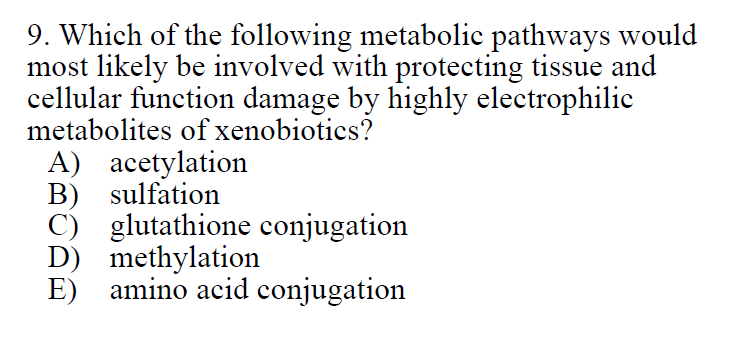 9. Which of the following metabolic pathways would
most likely be involved with protecting tissue and
cellular function damage by highly electrophilic
metabolites of xenobiotics?
A) acetylation
B) sulfation
C) glutathione conjugation
D) methylation
E) amino acid conjugation